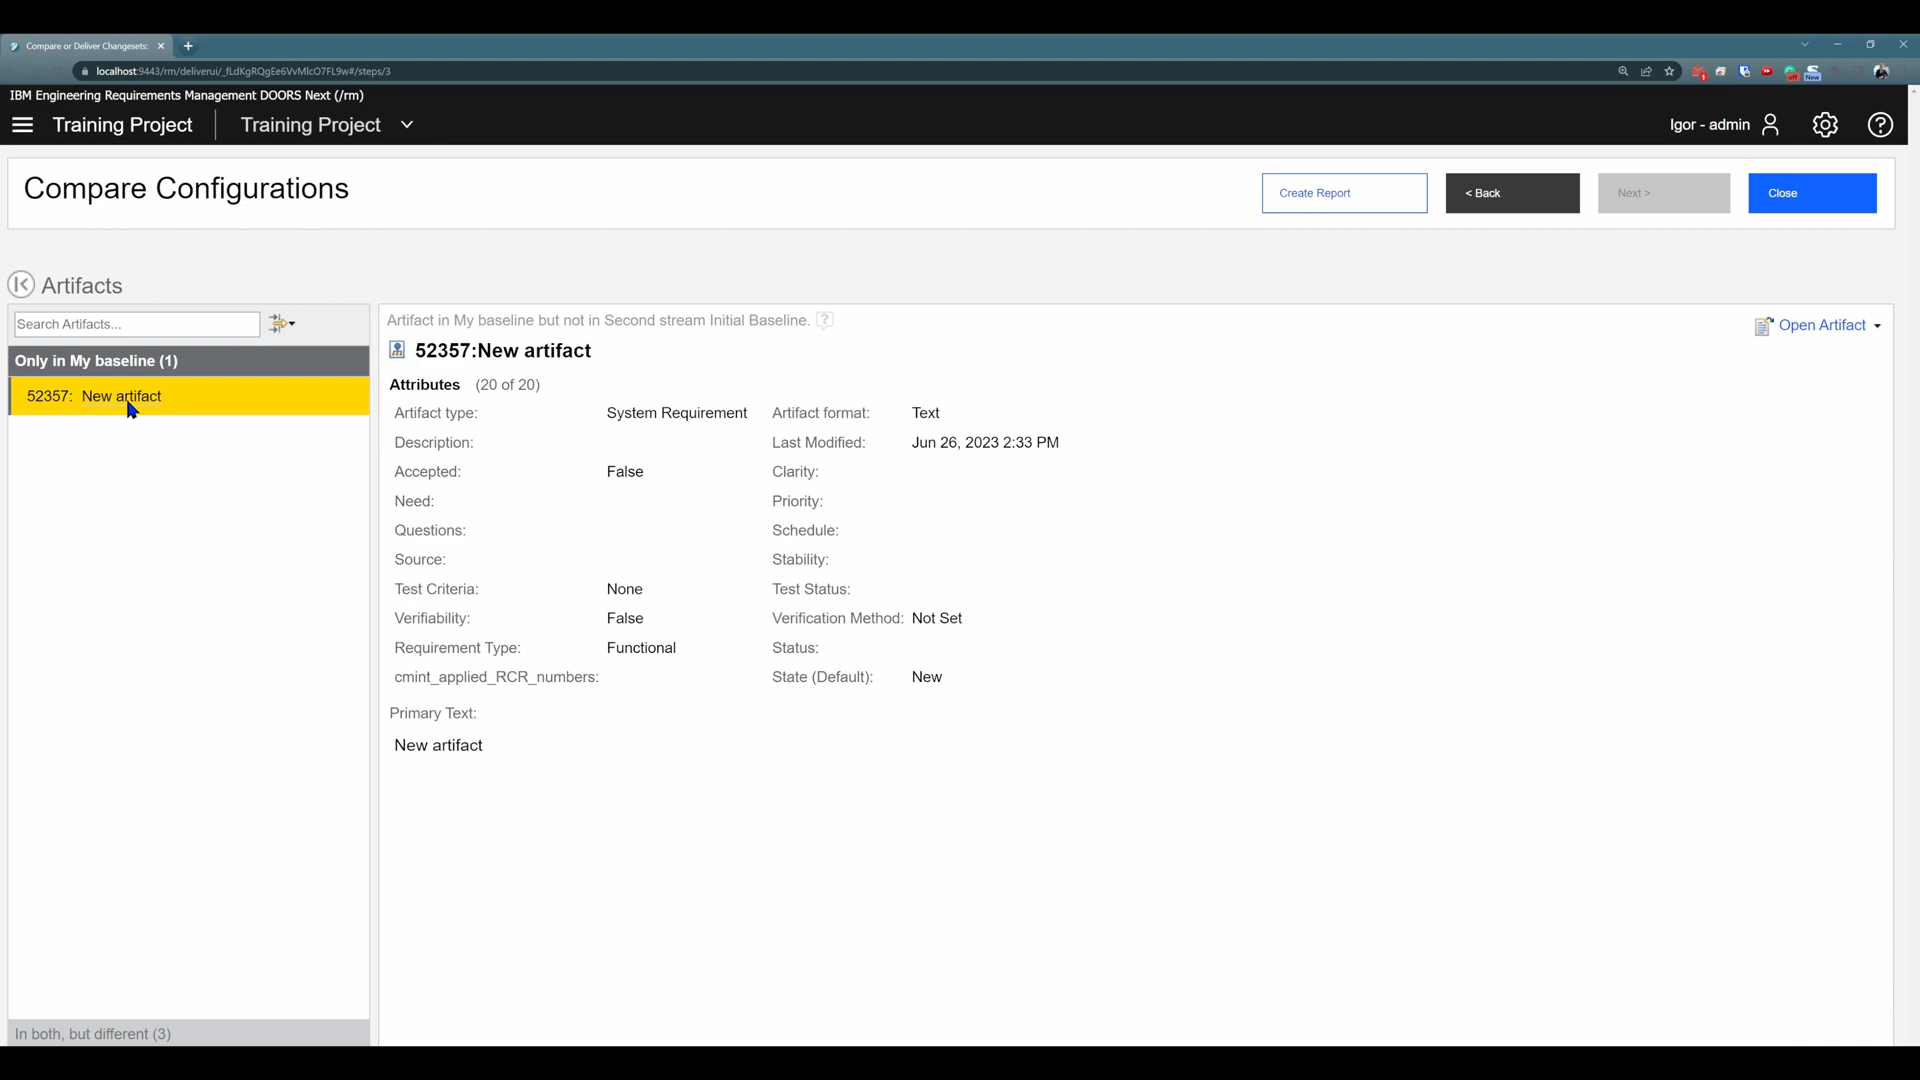 Compare or Deliver Changesets:
localhost:9443/rm/deliverui/_fLdKgRQgEe6VvMlcO7FL9w#/steps/3
1
off
New
IBM Engineering Requirements Management DOORS Next (/rm)
Training Project
Training Project
Igor - admin
Compare Configurations
Create Report
< Back
Next >
Close
Artifacts
Search Artifacts...
Only in My baseline (1)
52357: New artifact
In both, but different (3)
Artifact in My baseline but not in Second stream Initial Baseline. ?
Open Artifact
52357:New artifact
Attributes (20 of 20)
Artifact type: System Requirement Artifact format: Text
Description: Last Modified: Jun 26, 2023 2:33 PM
Accepted: False Clarity:
Need: Priority:
Questions: Schedule:
Source: Stability:
Test Criteria: None Test Status:
Verifiability: False Verification Method: Not Set
Requirement Type: Functional Status:
cmint_applied_RCR_numbers: State (Default): New
Primary Text:
New artifact